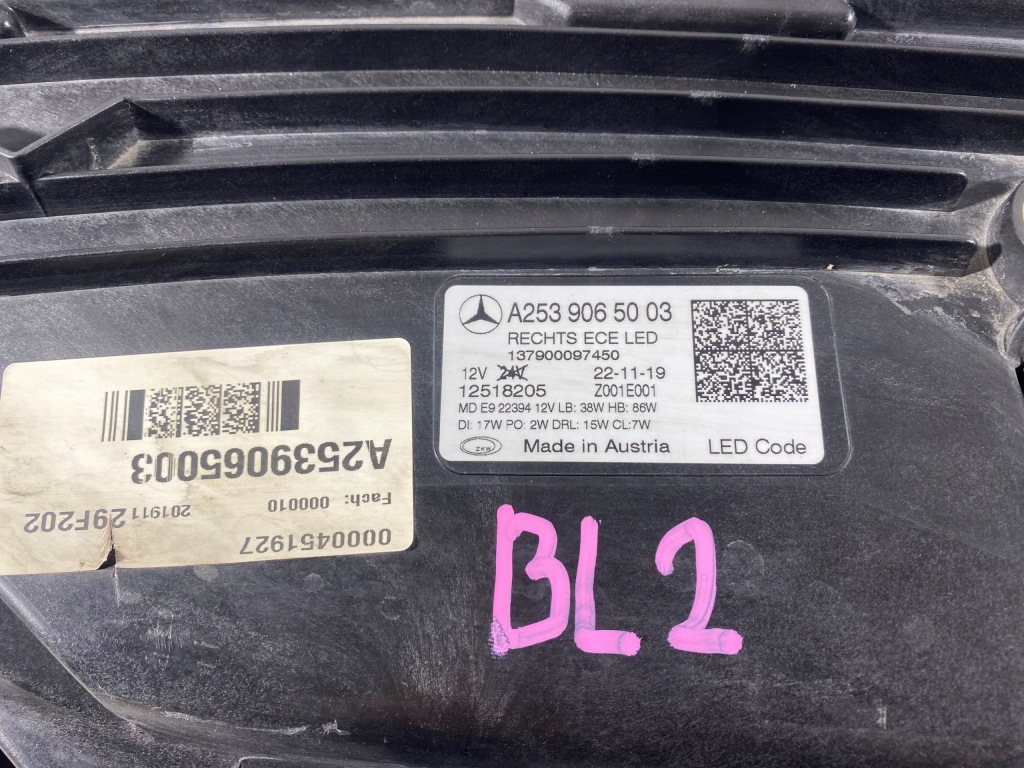 A253 906 50 03
RECHTS ECE LED
137900097450
12V 24V 22-11-19
12518205 Z001E001
MD E9 22394 12V LB: 38W HB: 86W
DI: 17W PO: 2W DRL: 15W CL:7W
ZKW Made in Austria LED Code
A2539065003
Fach: 000010
201911 29F202
0000451927
BL2